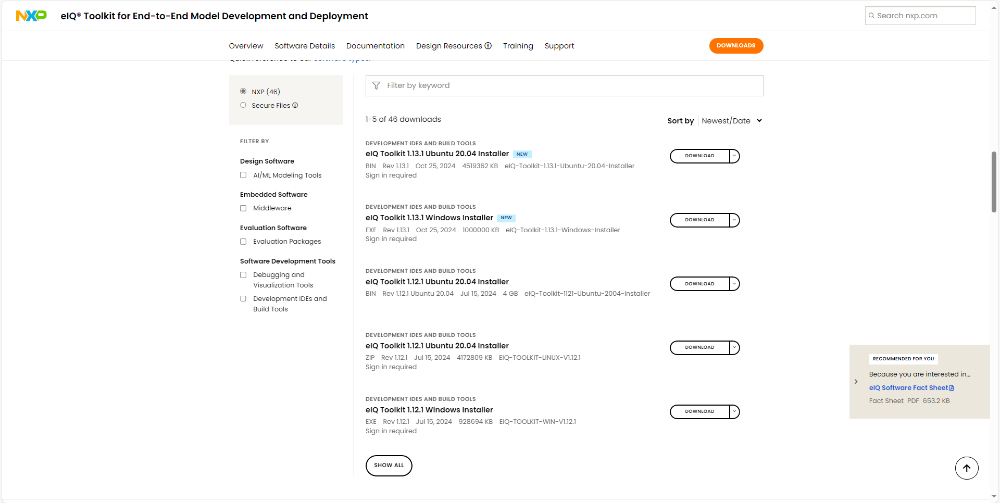 NXP eIQ® Toolkit for End-to-End Model Development and Deployment
Search nxp.com
Overview Software Details Documentation Design Resources Training Support
DOWNLOADS
Quick reference to our software types.
NXP (46)
Secure Files
FILTER BY
Design Software
AI/ML Modeling Tools
Embedded Software
Middleware
Evaluation Software
Evaluation Packages
Software Development Tools
Debugging and
Visualization Tools
Development IDEs and
Build Tools
Filter by keyword
1-5 of 46 downloads
Sort by Newest/Date
DEVELOPMENT IDES AND BUILD TOOLS
eIQ Toolkit 1.13.1 Ubuntu 20.04 Installer NEW
BIN Rev 1.13.1 Oct 25, 2024 4519362 KB eIQ-Toolkit-1.13.1-Ubuntu-20.04-Installer
Sign in required
DOWNLOAD
DEVELOPMENT IDES AND BUILD TOOLS
eIQ Toolkit 1.13.1 Windows Installer NEW
EXE Rev 1.13.1 Oct 25, 2024 1000000 KB eIQ-Toolkit-1.13.1-Windows-Installer
Sign in required
DOWNLOAD
DEVELOPMENT IDES AND BUILD TOOLS
eIQ Toolkit 1.12.1 Ubuntu 20.04 Installer
BIN Rev 1.12.1 Ubuntu 20.04 Jul 15, 2024 4 GB eIQ-Toolkit-1121-Ubuntu-2004-Installer
DOWNLOAD
DEVELOPMENT IDES AND BUILD TOOLS
eIQ Toolkit 1.12.1 Ubuntu 20.04 Installer
ZIP Rev 1.12.1 Jul 15, 2024 4172809 KB EIQ-TOOLKIT-LINUX-V1.12.1
Sign in required
DOWNLOAD
DEVELOPMENT IDES AND BUILD TOOLS
eIQ Toolkit 1.12.1 Windows Installer
EXE Rev 1.12.1 Jul 15, 2024 928694 KB EIQ-TOOLKIT-WIN-V1.12.1
Sign in required
DOWNLOAD
SHOW ALL
RECOMMENDED FOR YOU
Because you are interested in...
eIQ Software Fact Sheet
Fact Sheet PDF 653.2 KB